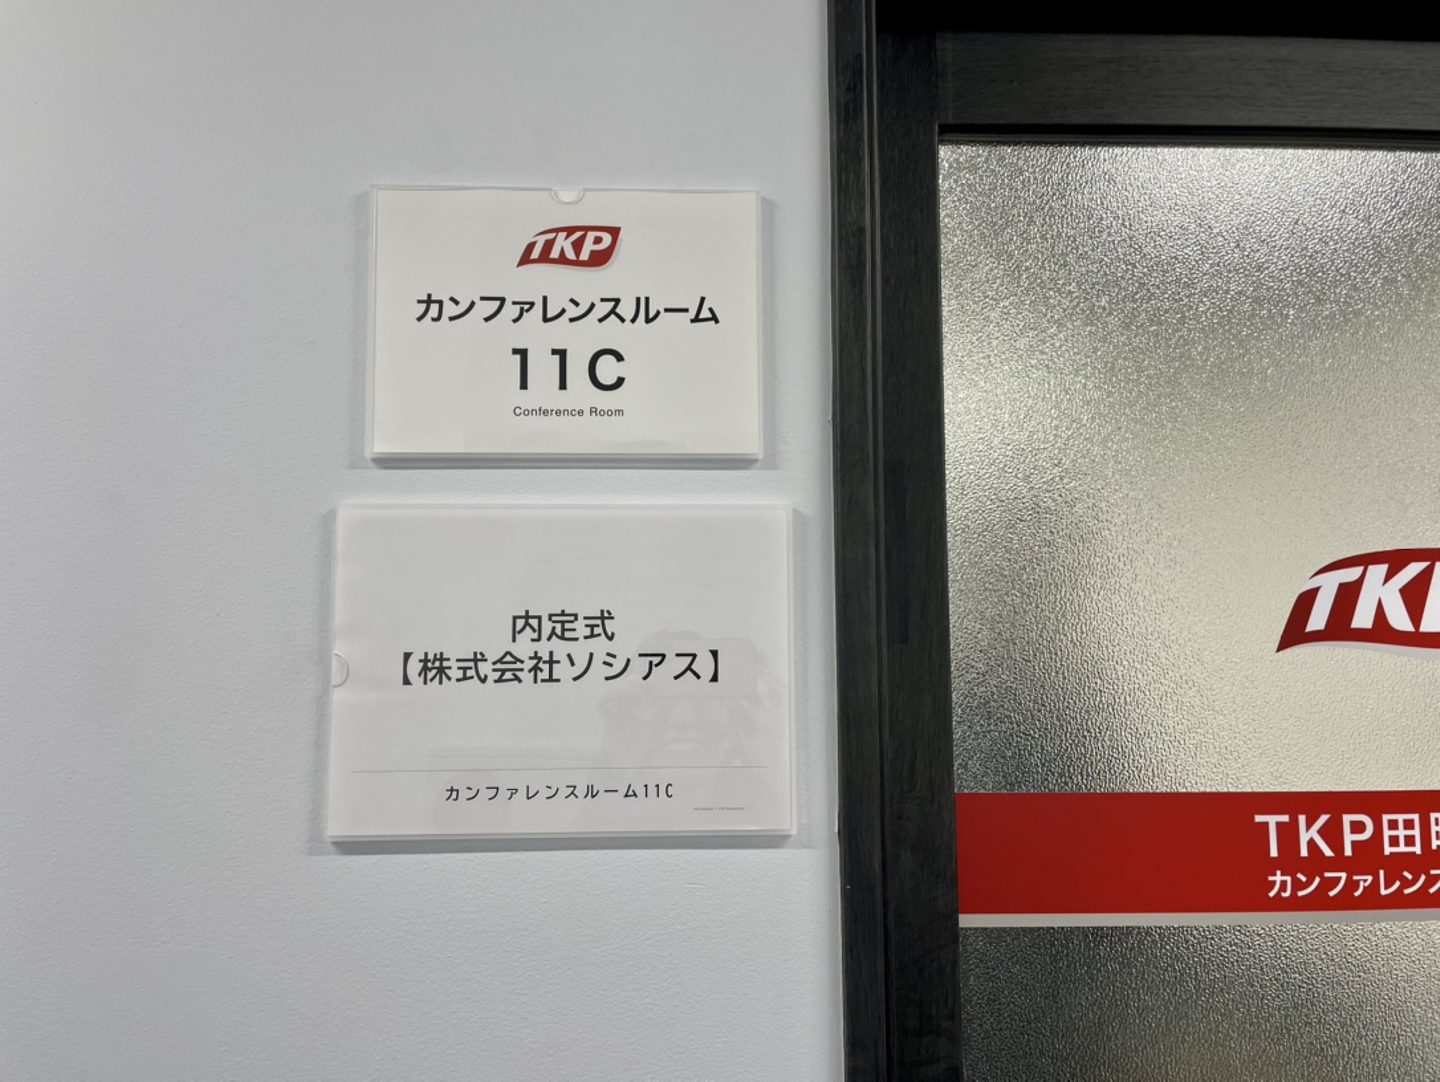 TKP
カンファレンスルーム
11C
Conference Room
内定式
【株式会社ソシアス】
カンファレンスルーム11C
TK
TKP田
カンファレンス